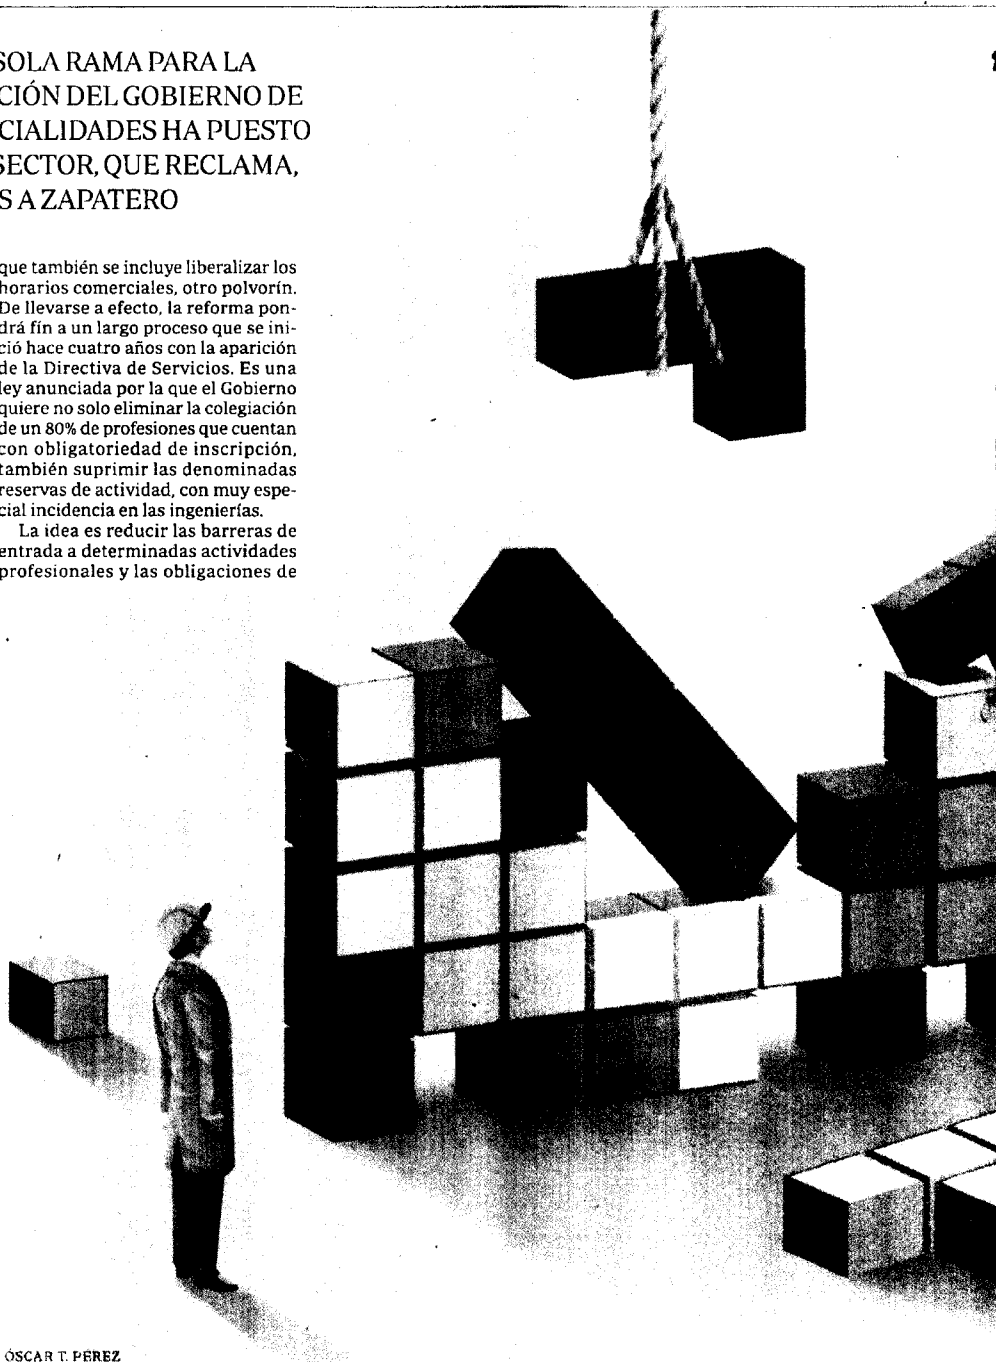 SOLA RAMA PARA LA
CIÓN DEL GOBIERNO DE
CIALIDADES HA PUESTO
SECTOR, QUE RECLAMA,
S A ZAPATERO
que también se incluye liberalizar los
horarios comerciales, otro polvorín.
De llevarse a efecto, la reforma pon-
drá fín a un largo proceso que se ini-
ció hace cuatro años con la aparición
de la Directiva de Servicios. Es una
ley anunciada por la que el Gobierno
quiere no solo eliminar la colegiación
de un 80% de profesiones que cuentan
con obligatoriedad de inscripción,
también suprimir las denominadas
reservas de actividad, con muy espe-
cial incidencia en las ingenierías.
La idea es reducir las barreras de
entrada a determinadas actividades
profesionales y las obligaciones de
ÓSCAR T. PÉREZ